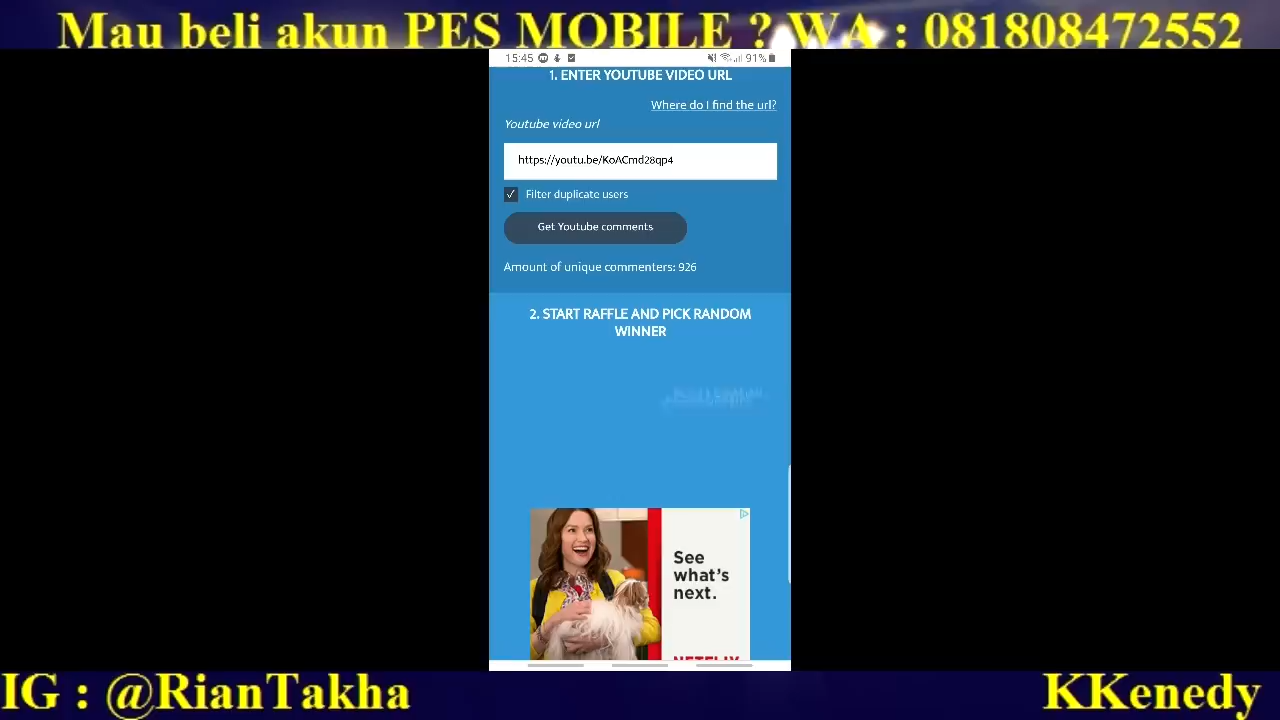 Mau beli akun PES MOBILE ? WA : 081808472552
15:45 91%
1. ENTER YOUTUBE VIDEO URL
Where do I find the url?
Youtube video url
https://youtu.be/KoACmd28qp4
Filter duplicate users
Get Youtube comments
Amount of unique commenters: 926
2. START RAFFLE AND PICK RANDOM
WINNER
See
what's
next.
NETFLIX
IG : @RianTakha
KKenedy